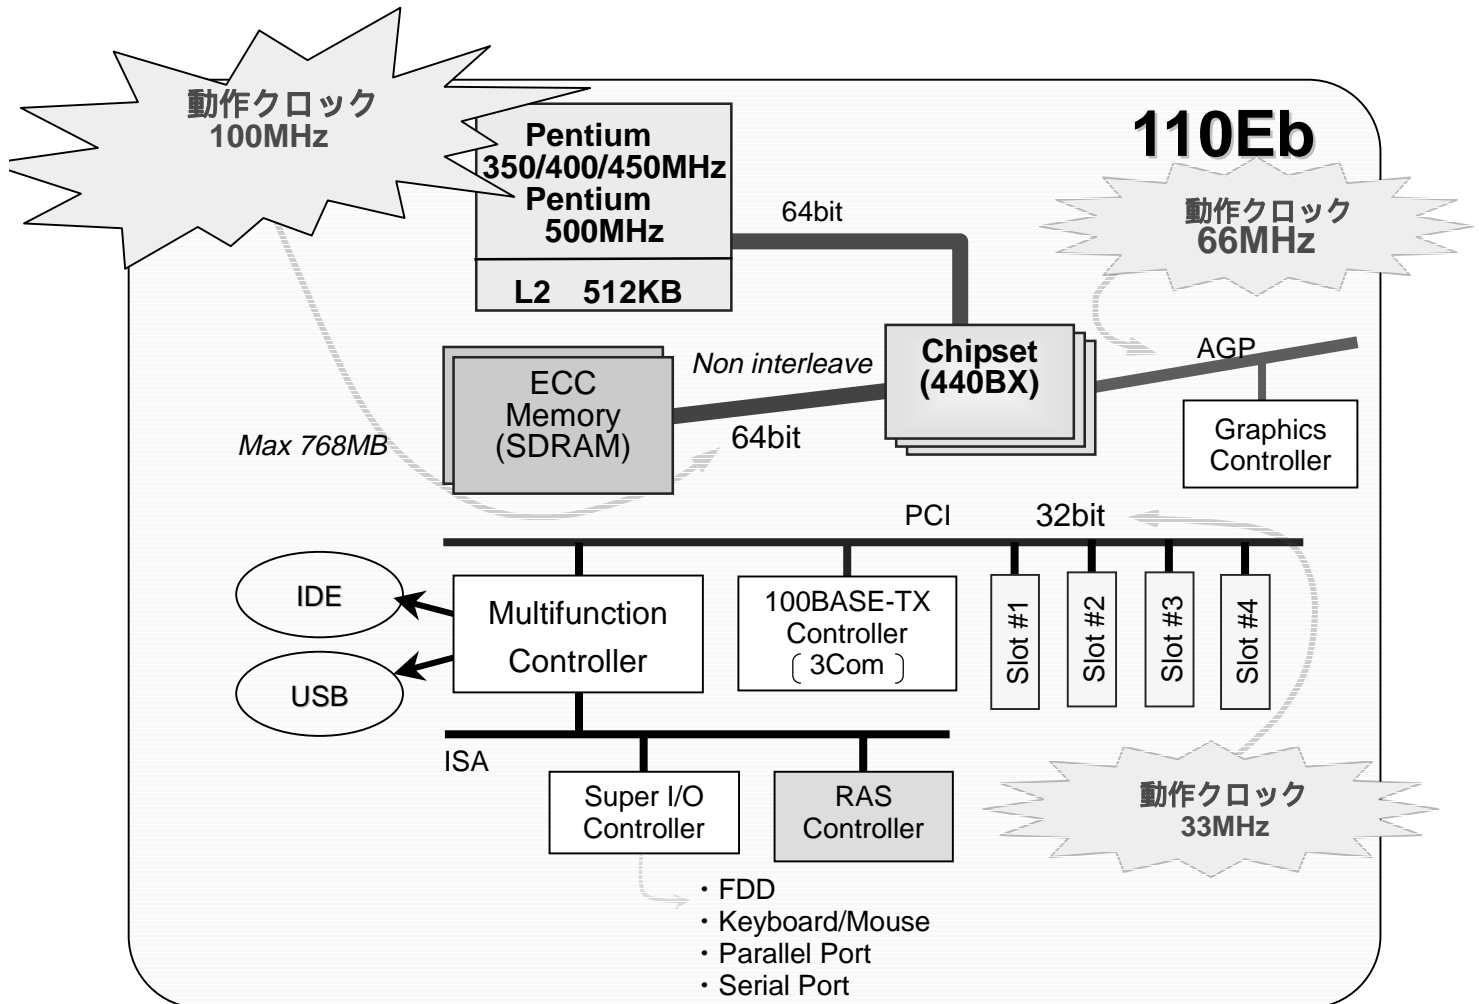 動作クロック
100MHz
110Eb
Pentium
350/400/450MHz
Pentium
500MHz
L2 512KB
64bit
動作クロック
66MHz
Chipset
(440BX)
AGP
Non interleave
ECC
Memory
(SDRAM)
64bit
Max 768MB
Graphics
Controller
PCI
32bit
IDE
USB
Multifunction
Controller
100BASE-TX
Controller
〔 3Com 〕
Slot #1
Slot #2
Slot #3
Slot #4
ISA
Super I/O
Controller
RAS
Controller
動作クロック
33MHz
・FDD
・Keyboard/Mouse
・Parallel Port
・Serial Port